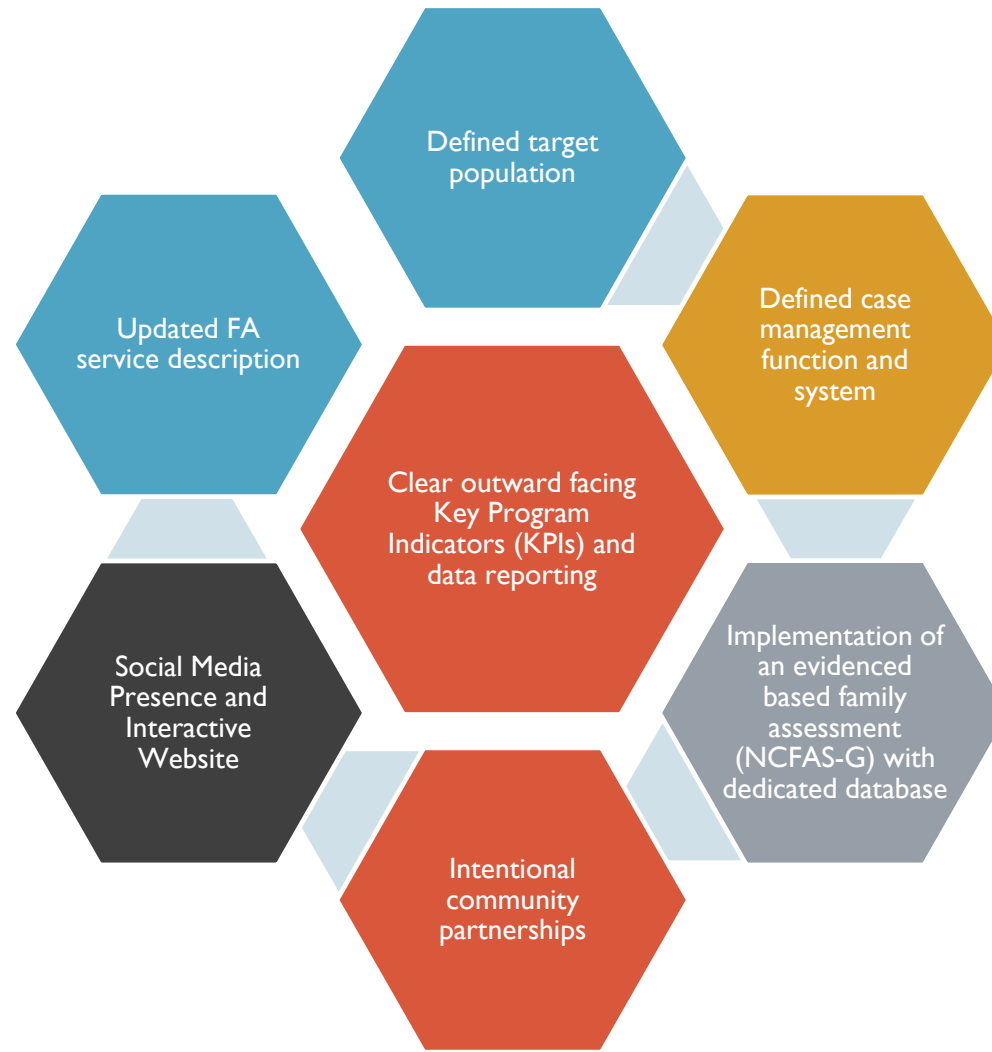 Defined target
population
Updated FA
service description
Defined case
management
function and
system
Clear outward facing
Key Program
Indicators (KPIs) and
data reporting
Social Media
Presence and
Interactive
Website
Implementation of
an evidenced
based family
assessment
(NCFAS-G) with
dedicated database
Intentional
community
partnerships